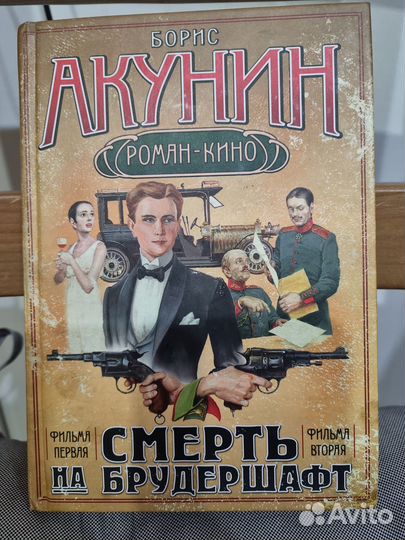 БОРИС
АКУНИН
РОМАН-КИНО
ФИЛЬМА
ПЕРВАЯ
ФИЛЬМА
ВТОРАЯ
СМЕРТЬ
НА БРУДЕРШАФТ
Avito